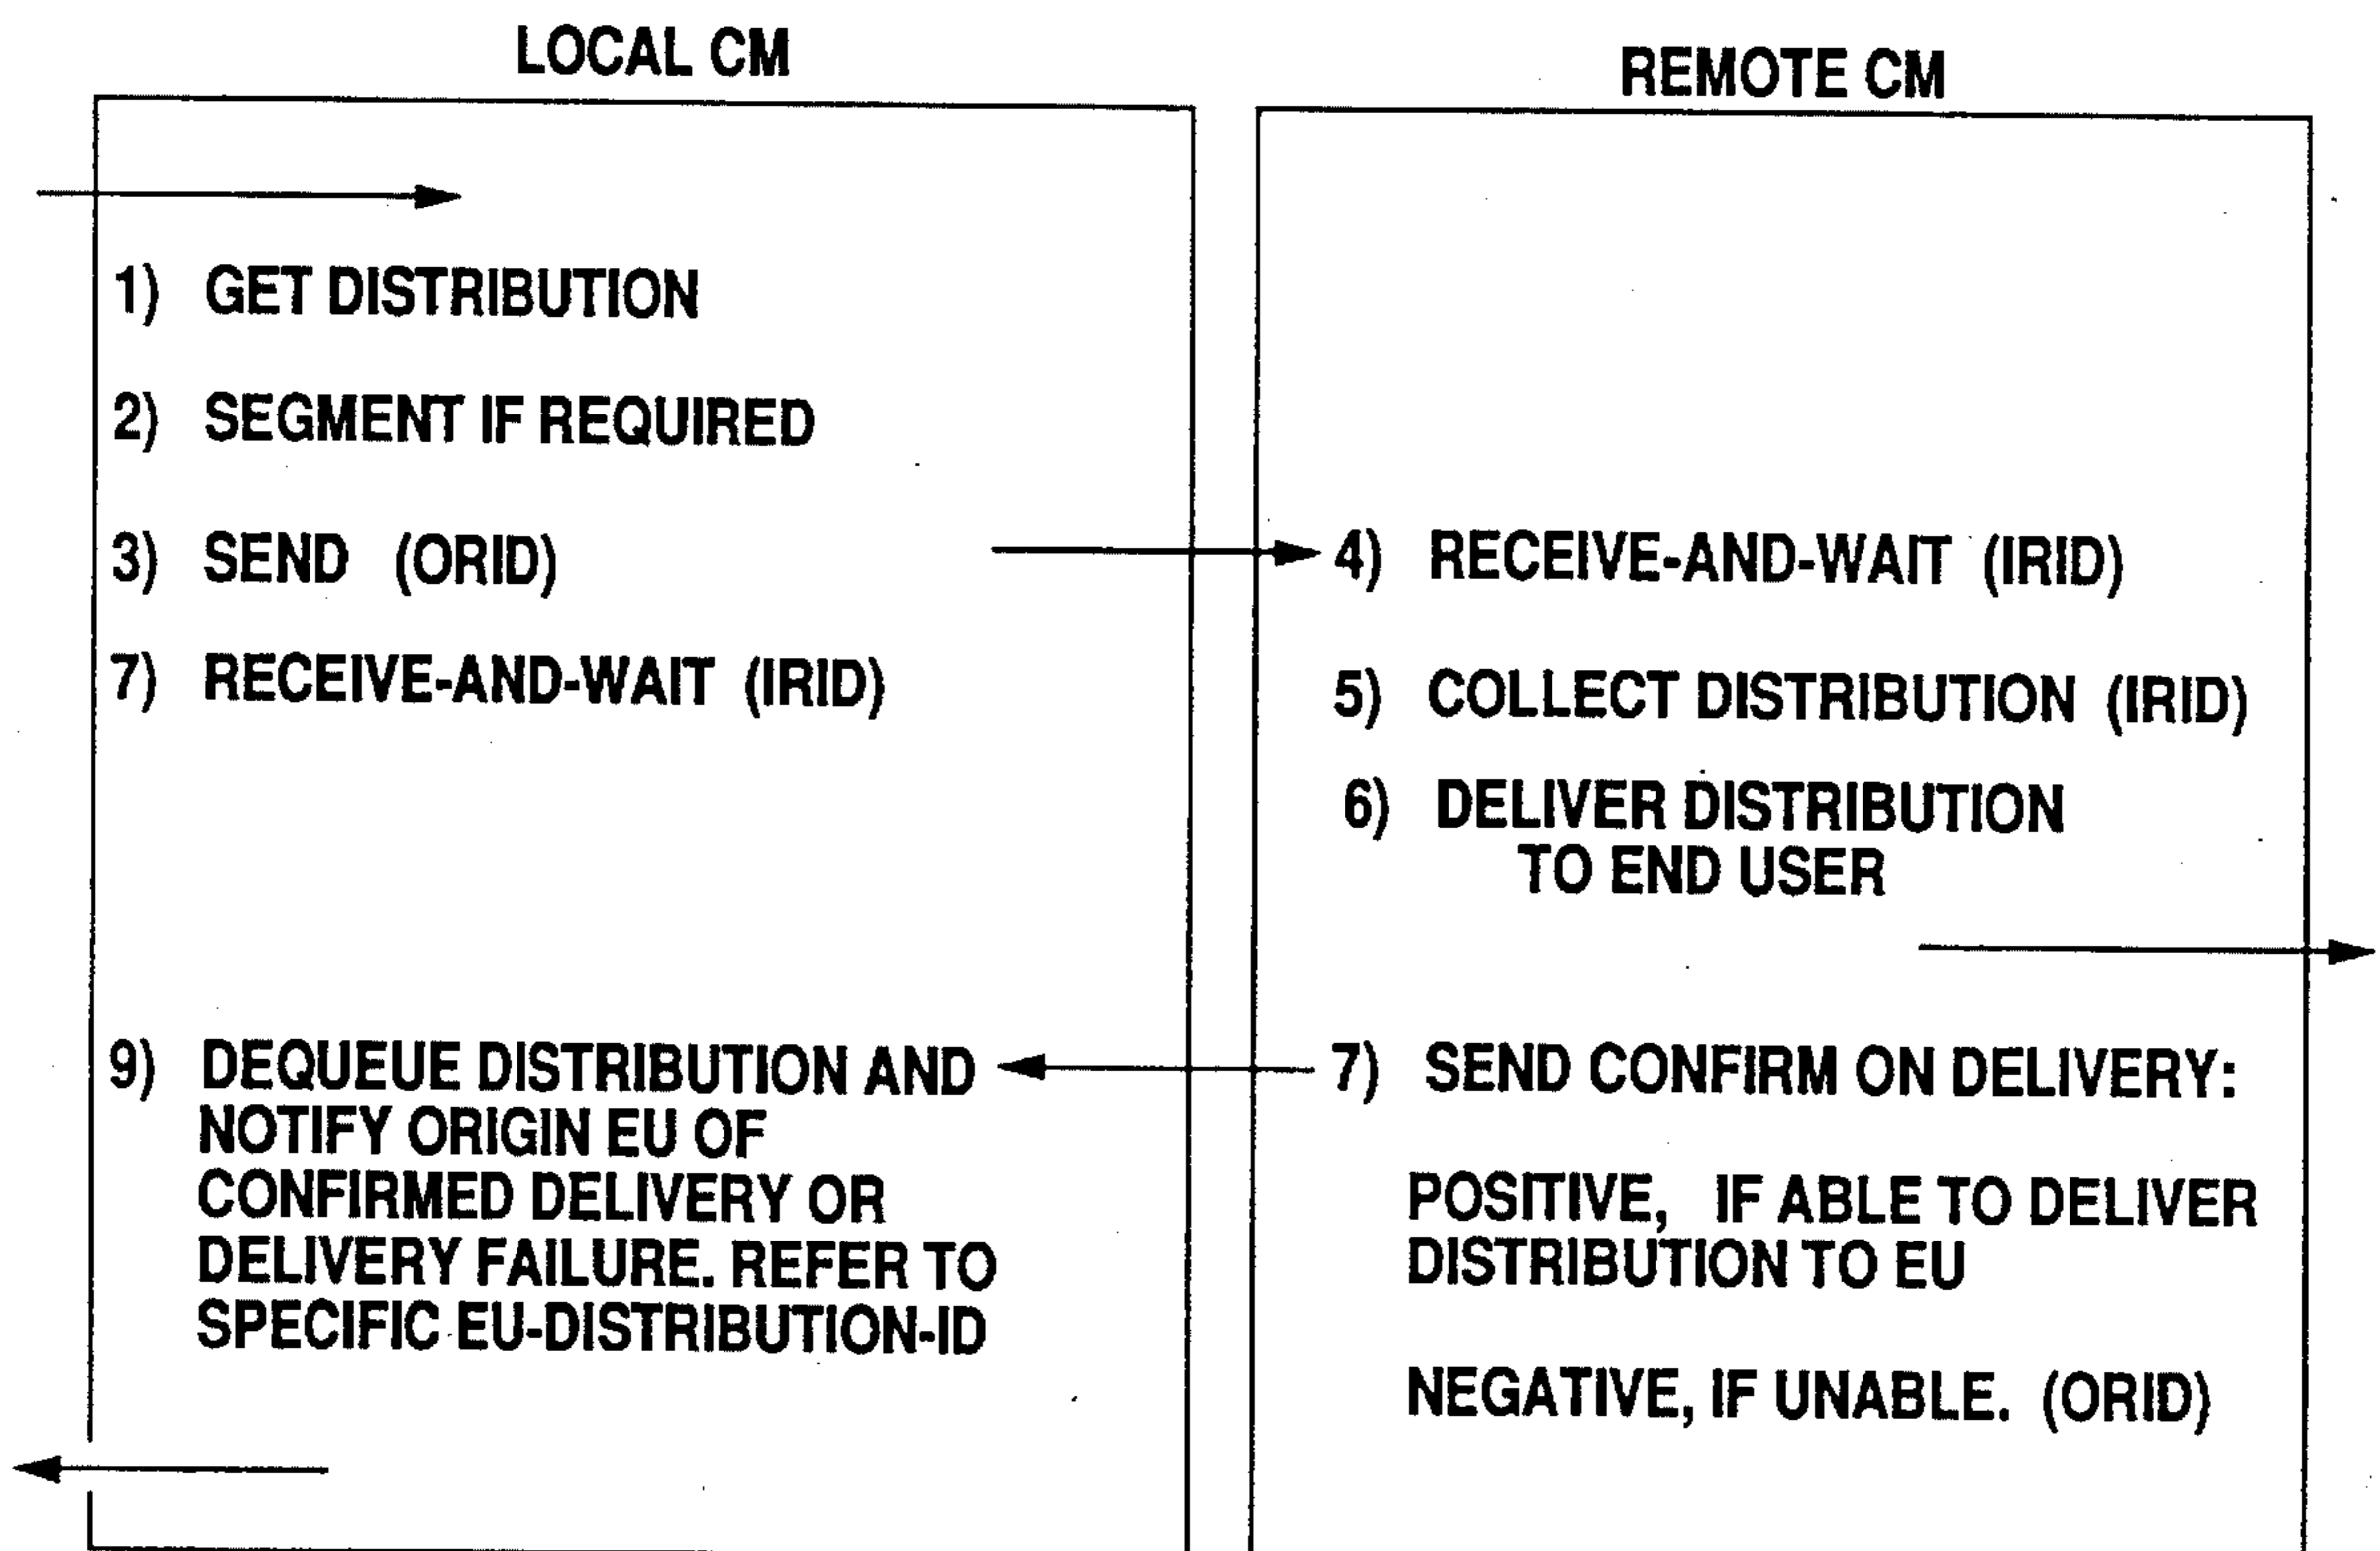 LOCAL CM
1) GET DISTRIBUTION
2) SEGMENT IF REQUIRED
3) SEND (ORID)
7) RECEIVE-AND-WAIT (IRID)
9) DEQUEUE DISTRIBUTION AND
NOTIFY ORIGIN EU OF
CONFIRMED DELIVERY OR
DELIVERY FAILURE. REFER TO
SPECIFIC EU-DISTRIBUTION-ID
REMOTE CM
4) RECEIVE-AND-WAIT (IRID)
5) COLLECT DISTRIBUTION (IRID)
6) DELIVER DISTRIBUTION
TO END USER
7) SEND CONFIRM ON DELIVERY:
POSITIVE, IF ABLE TO DELIVER
DISTRIBUTION TO EU
NEGATIVE, IF UNABLE. (ORID)